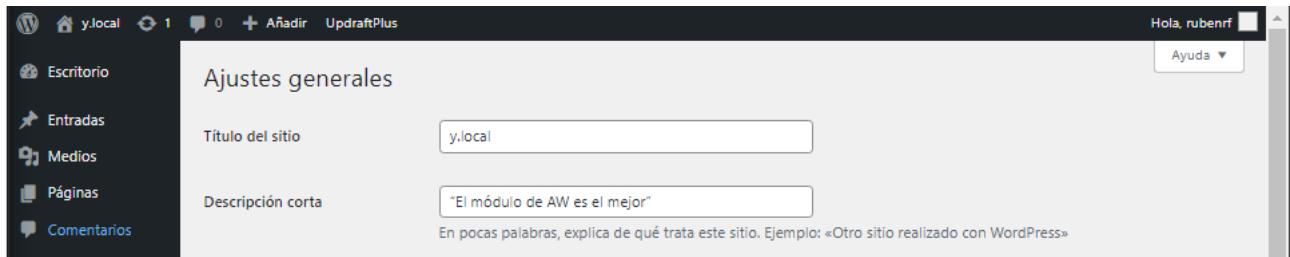 y.local 1 0 + Añadir UpdraftPlus Hola, rubenrf
Ayuda ▼
Escritorio
Entradas
Medios
Páginas
Comentarios
Ajustes generales
Título del sitio
y.local
Descripción corta
"El módulo de AW es el mejor"
En pocas palabras, explica de qué trata este sitio. Ejemplo: «Otro sitio realizado con WordPress»